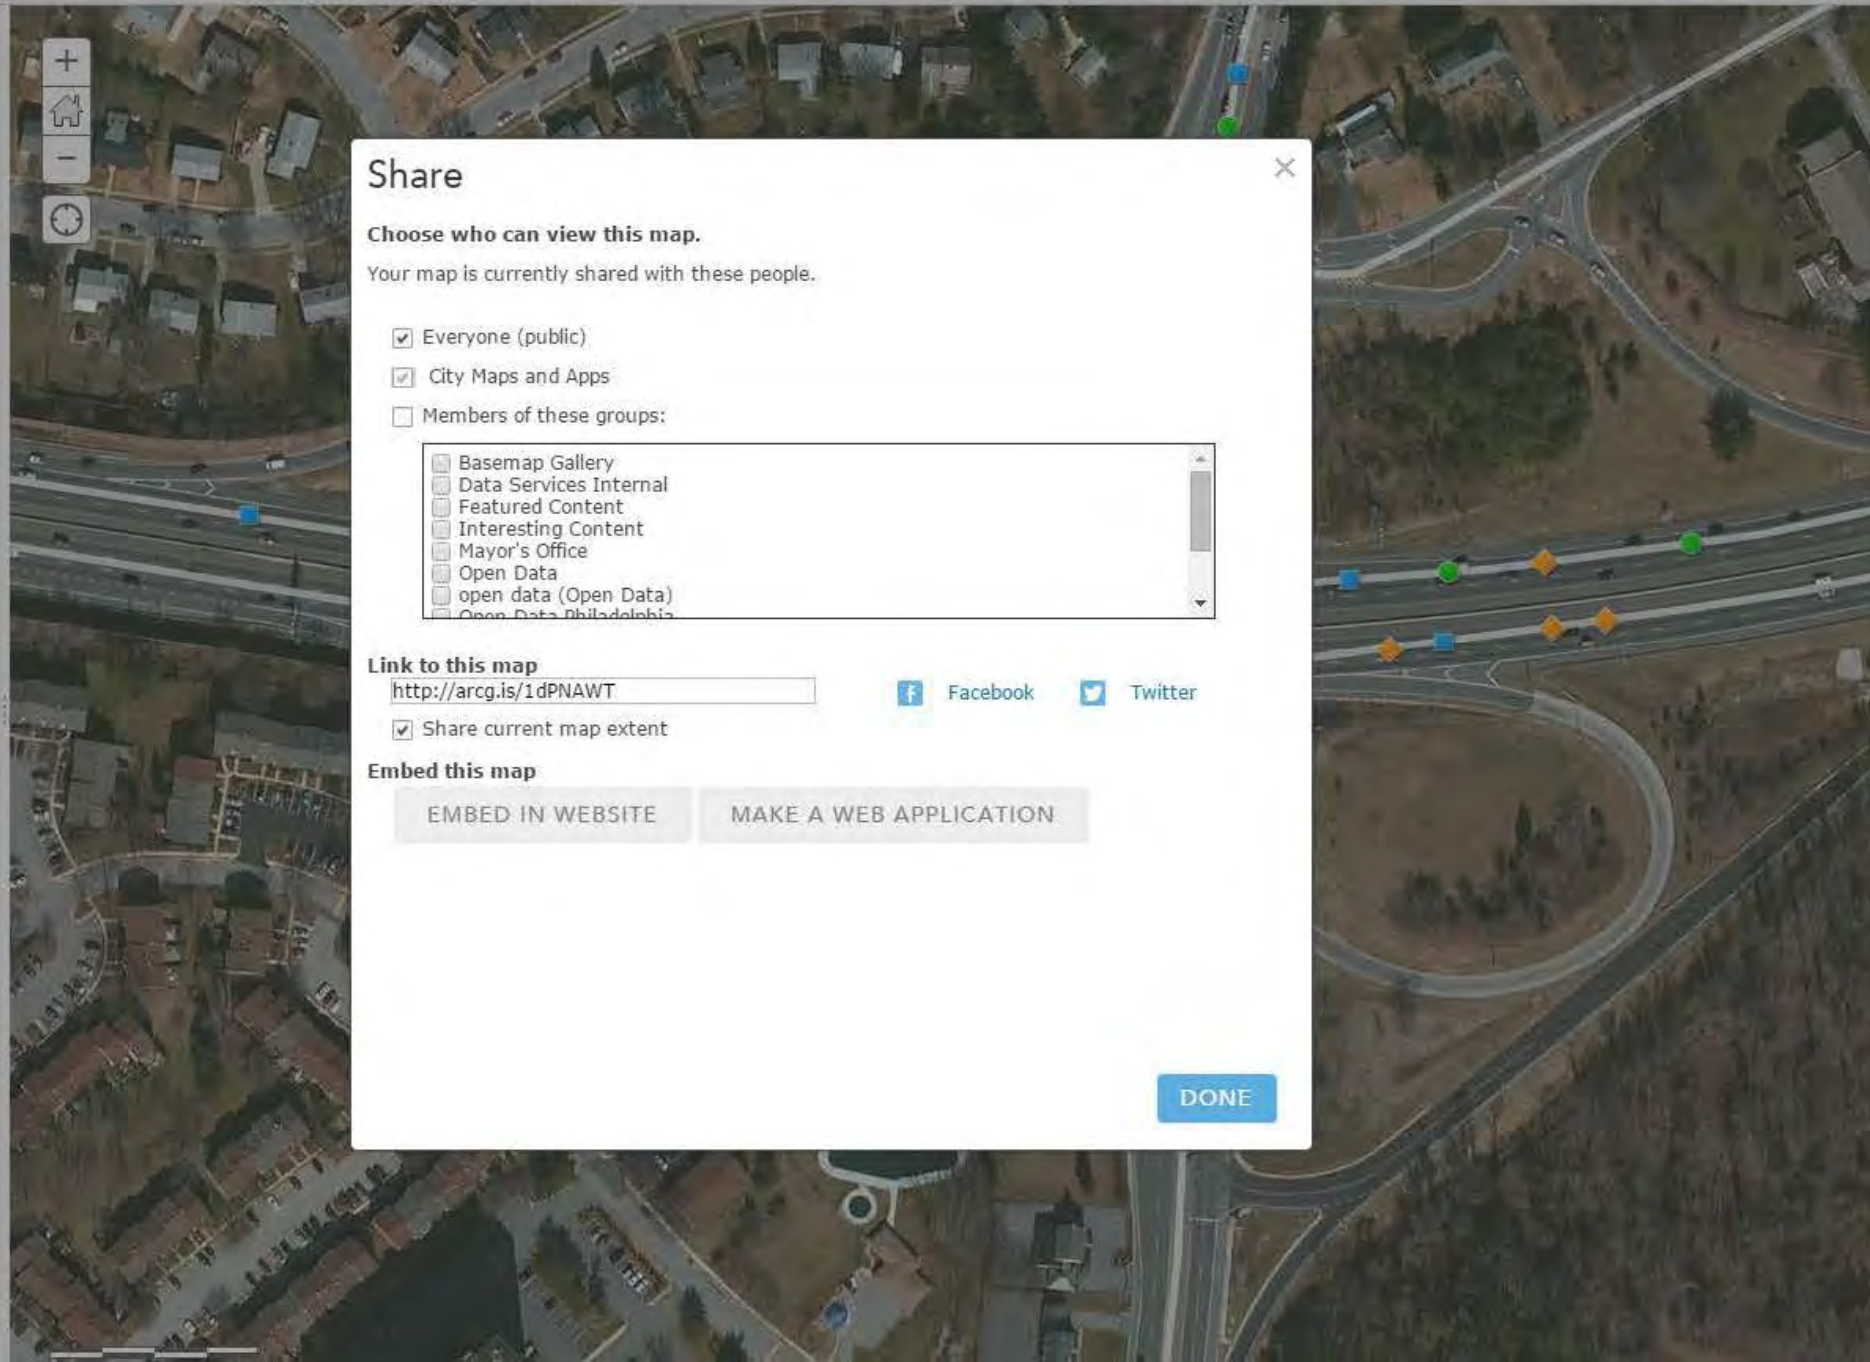 Share
Choose who can view this map.
Your map is currently shared with these people.
Everyone (public)
City Maps and Apps
Members of these groups:
Basemap Gallery
Data Services Internal
Featured Content
Interesting Content
Mayor's Office
Open Data
open data (Open Data)
Open Data Philadelphia
Link to this map
http://arcg.is/1dPNAWT
Facebook
Twitter
Share current map extent
Embed this map
EMBED IN WEBSITE
MAKE A WEB APPLICATION
DONE